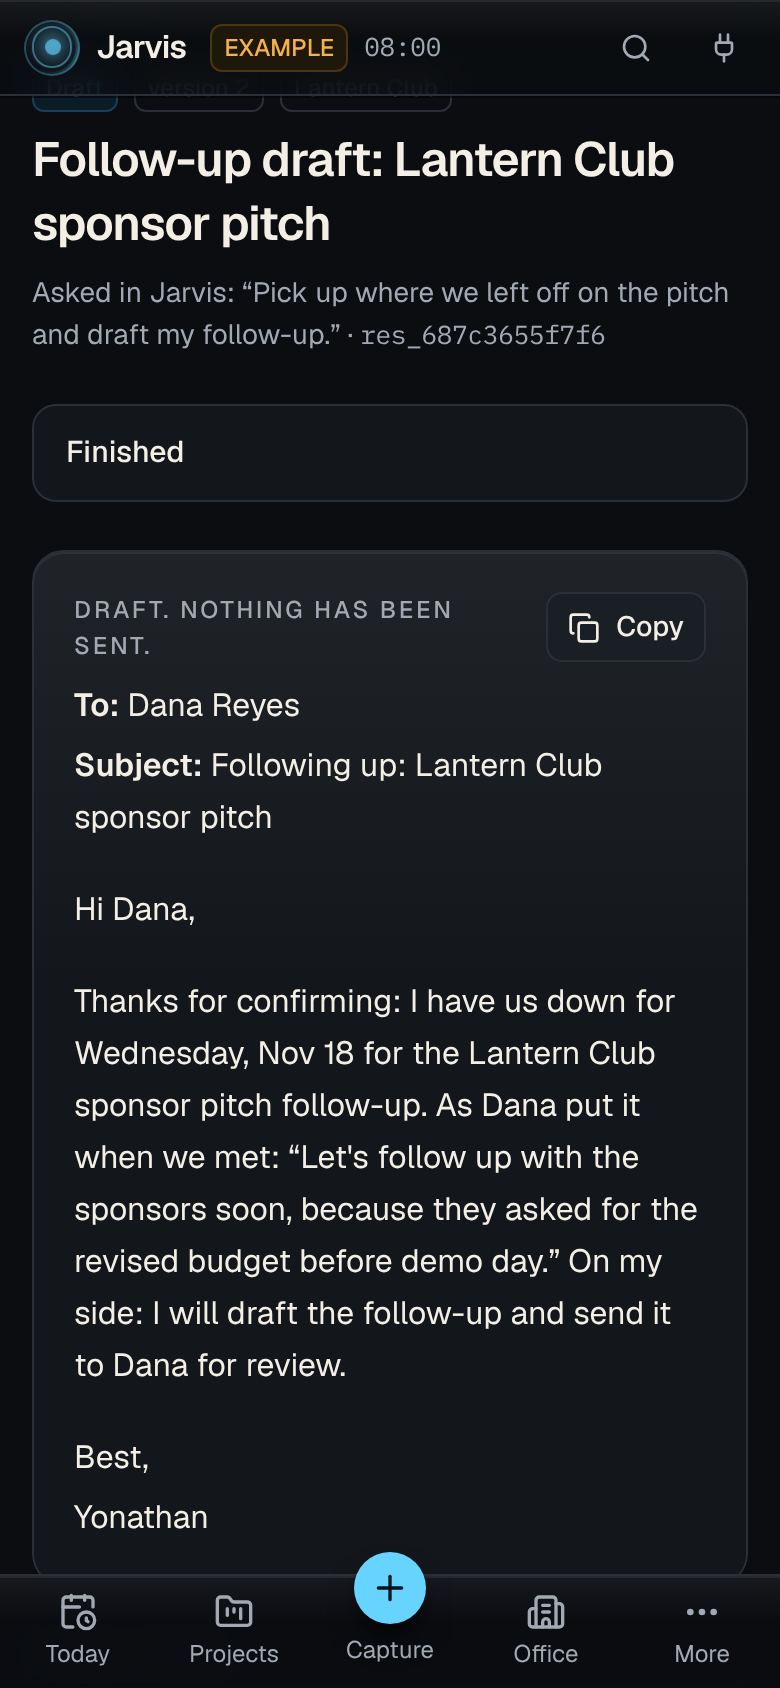 Jarvis EXAMPLE 08:00
Draft version 2 Lantern Club
Follow-up draft: Lantern Club
sponsor pitch
Asked in Jarvis: “Pick up where we left off on the pitch
and draft my follow-up.” · res_687c3655f7f6
Finished
DRAFT. NOTHING HAS BEEN
SENT.
Copy
To: Dana Reyes
Subject: Following up: Lantern Club
sponsor pitch
Hi Dana,
Thanks for confirming: I have us down for
Wednesday, Nov 18 for the Lantern Club
sponsor pitch follow-up. As Dana put it
when we met: “Let's follow up with the
sponsors soon, because they asked for the
revised budget before demo day.” On my
side: I will draft the follow-up and send it
to Dana for review.
Best,
Yonathan
Today Projects Capture Office More